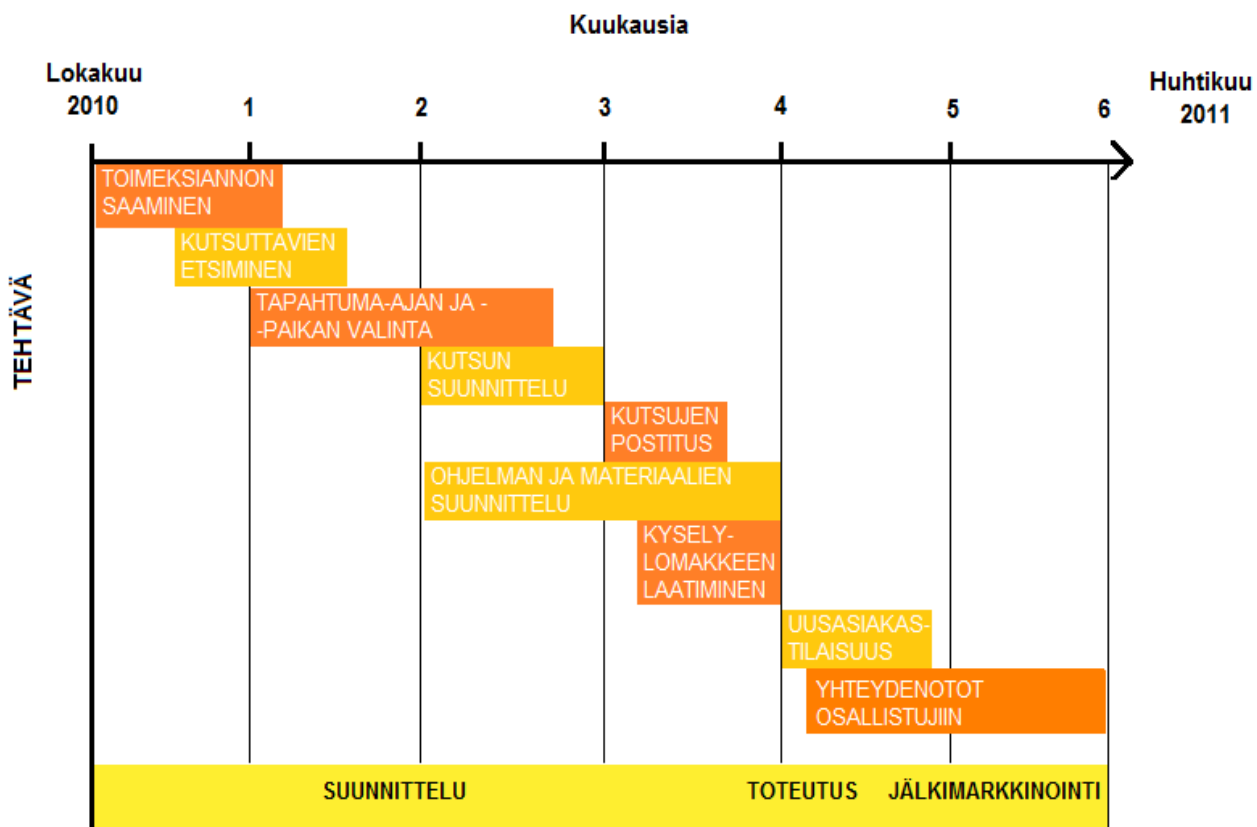 Kuukausia
Lokakuu
2010
1
2
3
4
5
6
Huhtikuu
2011
TEHTÄVÄ
TOIMEKSIANNON
SAAMINEN
KUTSUTTAVIEN
ETSIMINEN
TAPAHTUMA-AJAN JA -
-PAIKAN VALINTA
KUTSUN
SUUNNITTELU
KUTSUJEN
POSTITUS
OHJELMAN JA MATERIAALIEN
SUUNNITTELU
KYSELY-
LOMAKKEEN
LAATIMINEN
UUSASIAKAS-
TILAISUUS
YHTEYDENOTOT
OSALLISTUJIIN
SUUNNITTELU
TOTEUTUS
JÄLKIMARKKINOINTI